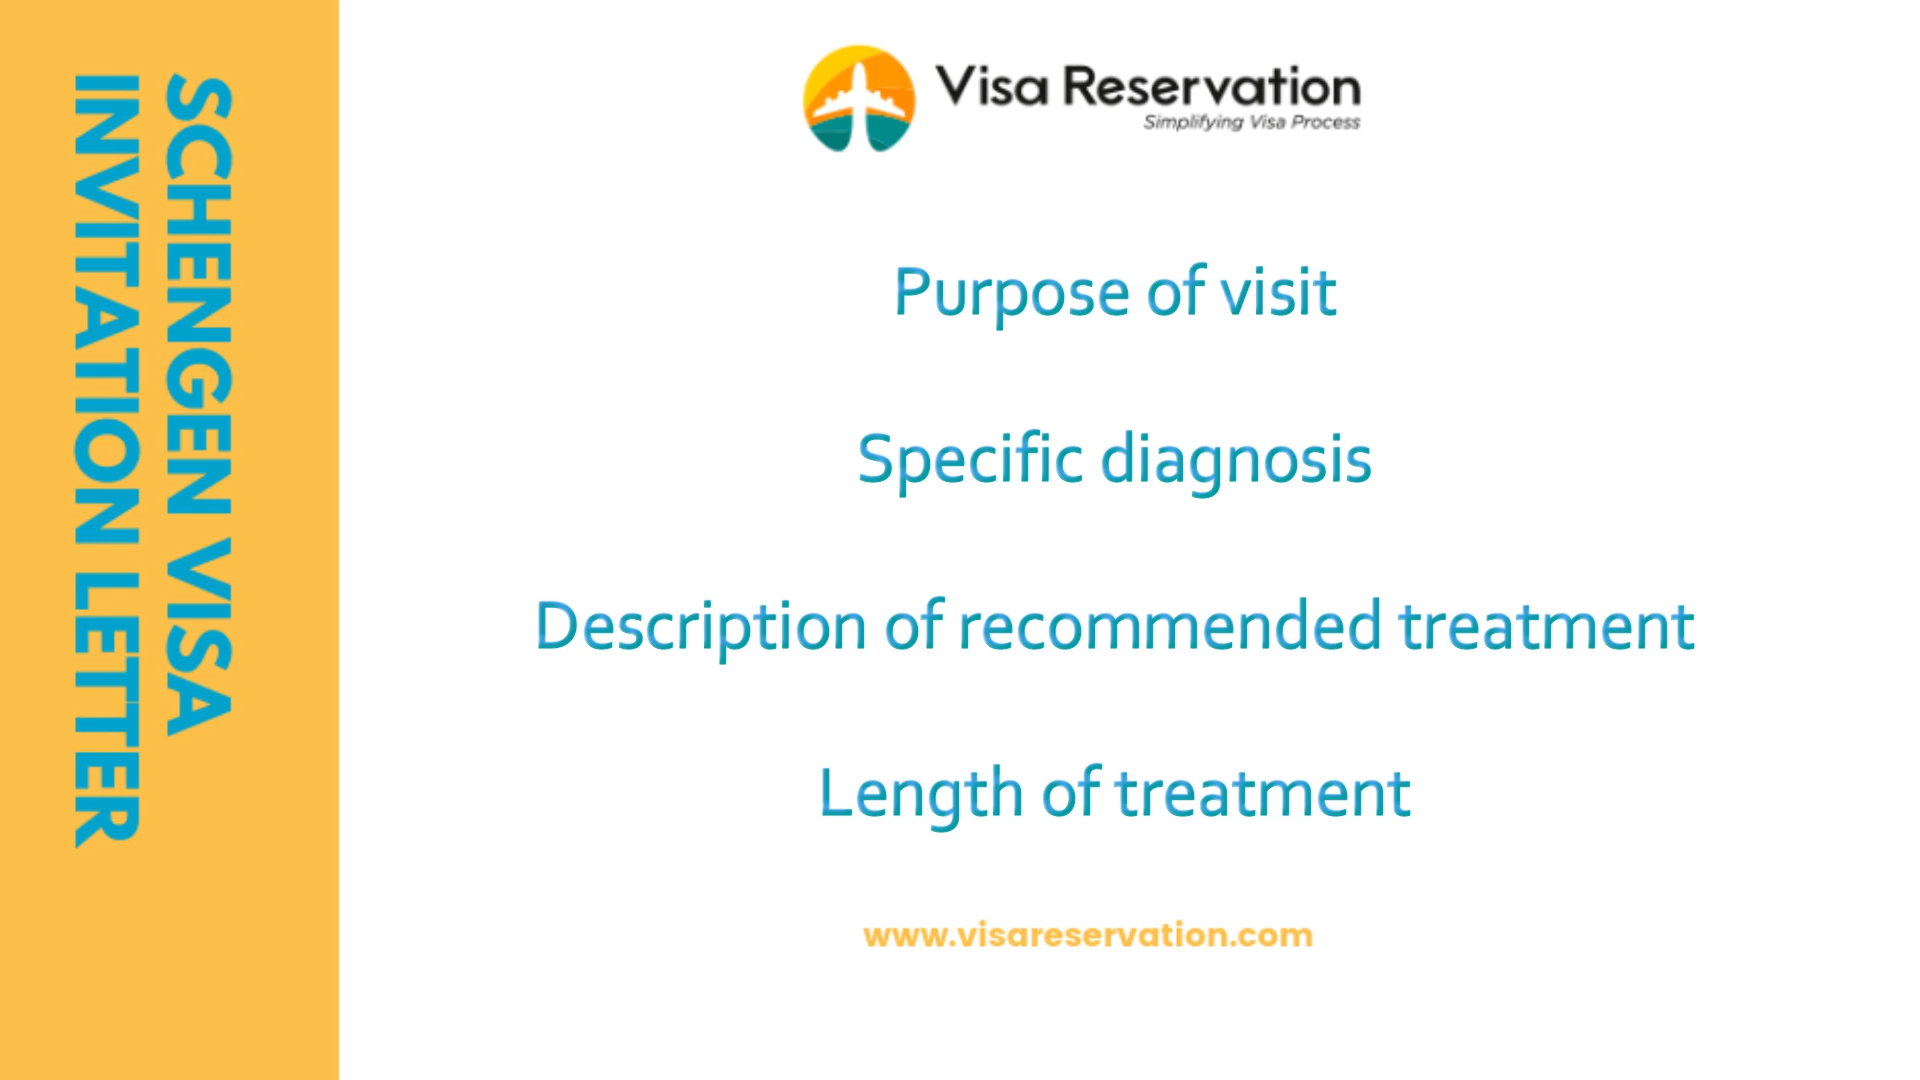 SCHENGEN VISA
INVITATION LETTER
Visa Reservation
Simplifying Visa Process
Purpose of visit
Specific diagnosis
Description of recommended treatment
Length of treatment
www.visareservation.com